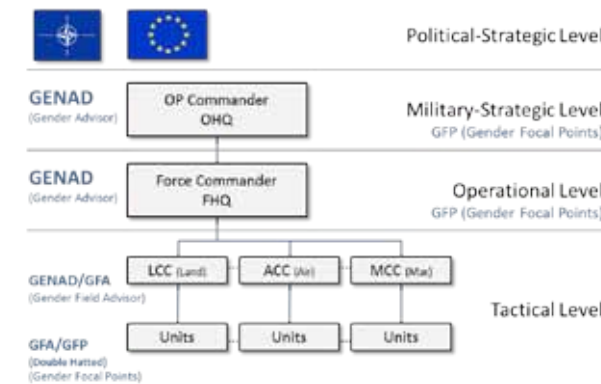 Political-Strategic Level
GENAD
(Gender Advisor)
OP Commander
OHQ
Military-Strategic Level
GFP (Gender Focal Points)
GENAD
(Gender Advisor)
Force Commander
FHQ
Operational Level
GFP (Gender Focal Points)
LCC (Land)
ACC (Air)
MCC (Mar)
GENAD/GFA
(Gender Field Advisor)
Tactical Level
Units
Units
Units
GFA/GFP
(Double Hatted)
(Gender Focal Points)